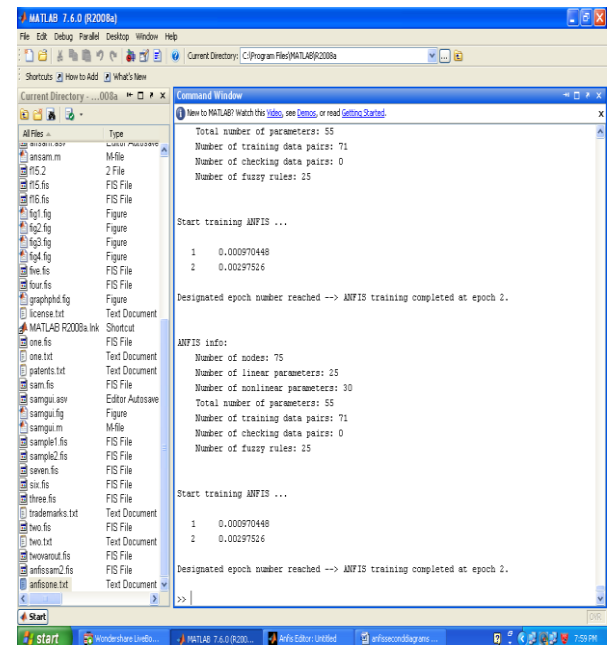 MATLAB 7.6.0 (R2008a)
File Edit Debug Parallel Desktop Window Help
Current Directory: C:\Program Files\MATLAB\R2008a
Shortcuts How to Add What's New
Current Directory - ...008a
Command Window
New to MATLAB? Watch this Video, see Demos, or read Getting Started.
All Files Type
ansam.asv Editor Autosave
ansam.m M-file
f15.2 2 File
f15.fis FIS File
f16.fis FIS File
fig1.fig Figure
fig2.fig Figure
fig3.fig Figure
fig4.fig Figure
five.fis FIS File
four.fis FIS File
graphphd.fig Figure
license.txt Text Document
MATLAB R2008a.lnk Shortcut
one.fis FIS File
one.txt Text Document
patents.txt Text Document
sam.fis FIS File
samgui.asv Editor Autosave
samgui.fig Figure
samgui.m M-file
sample1.fis FIS File
sample2.fis FIS File
seven.fis FIS File
six.fis FIS File
three.fis FIS File
trademarks.txt Text Document
two.fis FIS File
two.txt Text Document
twovarout.fis FIS File
anfissam2.fis FIS File
anfisone.txt Text Document
Total number of parameters: 55
Number of training data pairs: 71
Number of checking data pairs: 0
Number of fuzzy rules: 25
Start training ANFIS ...
1 0.000970448
2 0.00297526
Designated epoch number reached --> ANFIS training completed at epoch 2.
ANFIS info:
Number of nodes: 75
Number of linear parameters: 25
Number of nonlinear parameters: 30
Total number of parameters: 55
Number of training data pairs: 71
Number of checking data pairs: 0
Number of fuzzy rules: 25
Start training ANFIS ...
1 0.000970448
2 0.00297526
Designated epoch number reached --> ANFIS training completed at epoch 2.
>>
Start
OVR
start Wondershare LiveBo... MATLAB 7.6.0 (R200... Anfis Editor: Untitled anfisseconddiagrans ... 7:59 PM